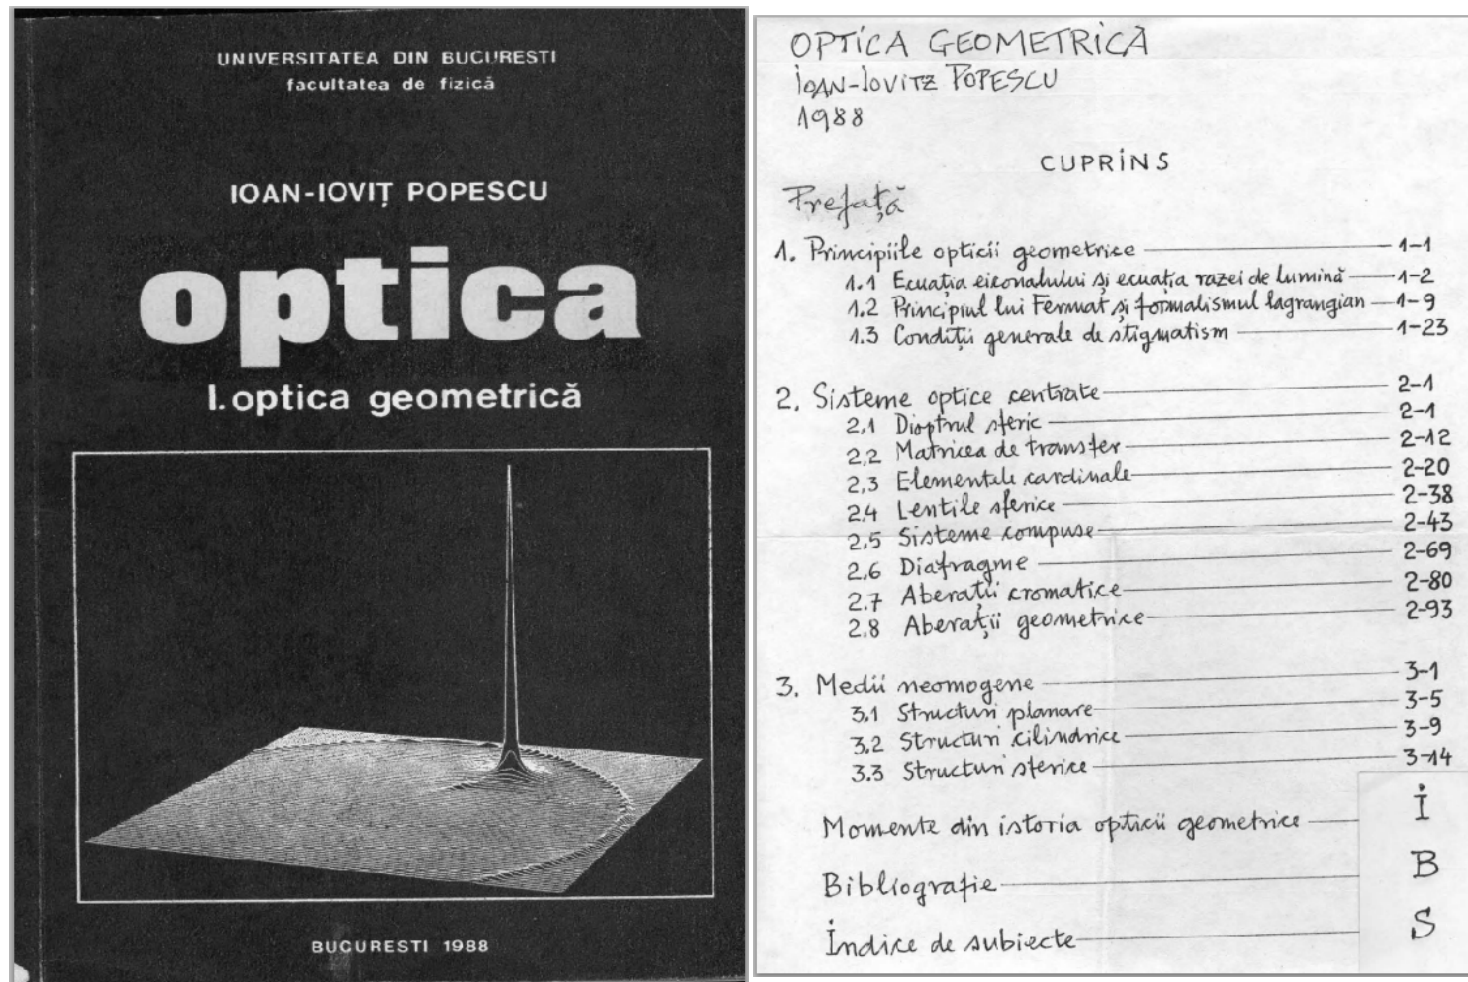 UNIVERSITATEA DIN BUCURESTI
facultatea de fizică
IOAN-IOVIȚ POPESCU
optica
I. optica geometrică
BUCURESTI 1988
OPTICA GEOMETRICĂ
IOAN-IOVITZ POPESCU
1988
CUPRINS
Prefață
1. Principiile opticii geometrice 1-1
1.1 Ecuația eiconalului și ecuația razei de lumină 1-2
1.2 Principiul lui Fermat și formalismul lagrangian 1-9
1.3 Condiții generale de stigmatism 1-23
2. Sisteme optice centrate 2-1
2.1 Dioptrul sferic 2-1
2.2 Matricea de transfer 2-12
2.3 Elementele cardinale 2-20
2.4 Lentile sferice 2-38
2.5 Sisteme compuse 2-43
2.6 Diafragme 2-69
2.7 Aberații cromatice 2-80
2.8 Aberații geometrice 2-93
3. Medii neomogene 3-1
3.1 Structuri planare 3-5
3.2 Structuri cilindrice 3-9
3.3 Structuri sferice 3-14
Momente din istoria opticii geometrice I
Bibliografie B
Indice de subiecte S